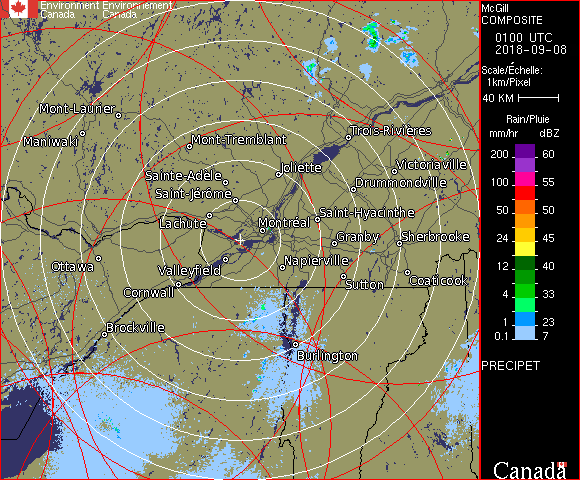 Environment Environnement
Canada Canada
McGill
COMPOSITE
0100 UTC
2018-09-08
Scale/Échelle:
1km/Pixel
40 KM
Rain/Pluie
mm/hr dBZ
200 60
150 57
100 55
50 50
24 45
12 40
4 33
1 23
0.1 7
PRECIPET
Canada
Mont-Laurier
Maniwaki
Mont-Tremblant
Trois-Rivières
Sainte-Adèle
Joliette
Victoriaville
Saint-Jérôme
Drummondville
Lachute
Montréal
Saint-Hyacinthe
Granby
Sherbrooke
Ottawa
Valleyfield
Napierville
Cornwall
Sutton
Coaticook
Brockville
Burlington